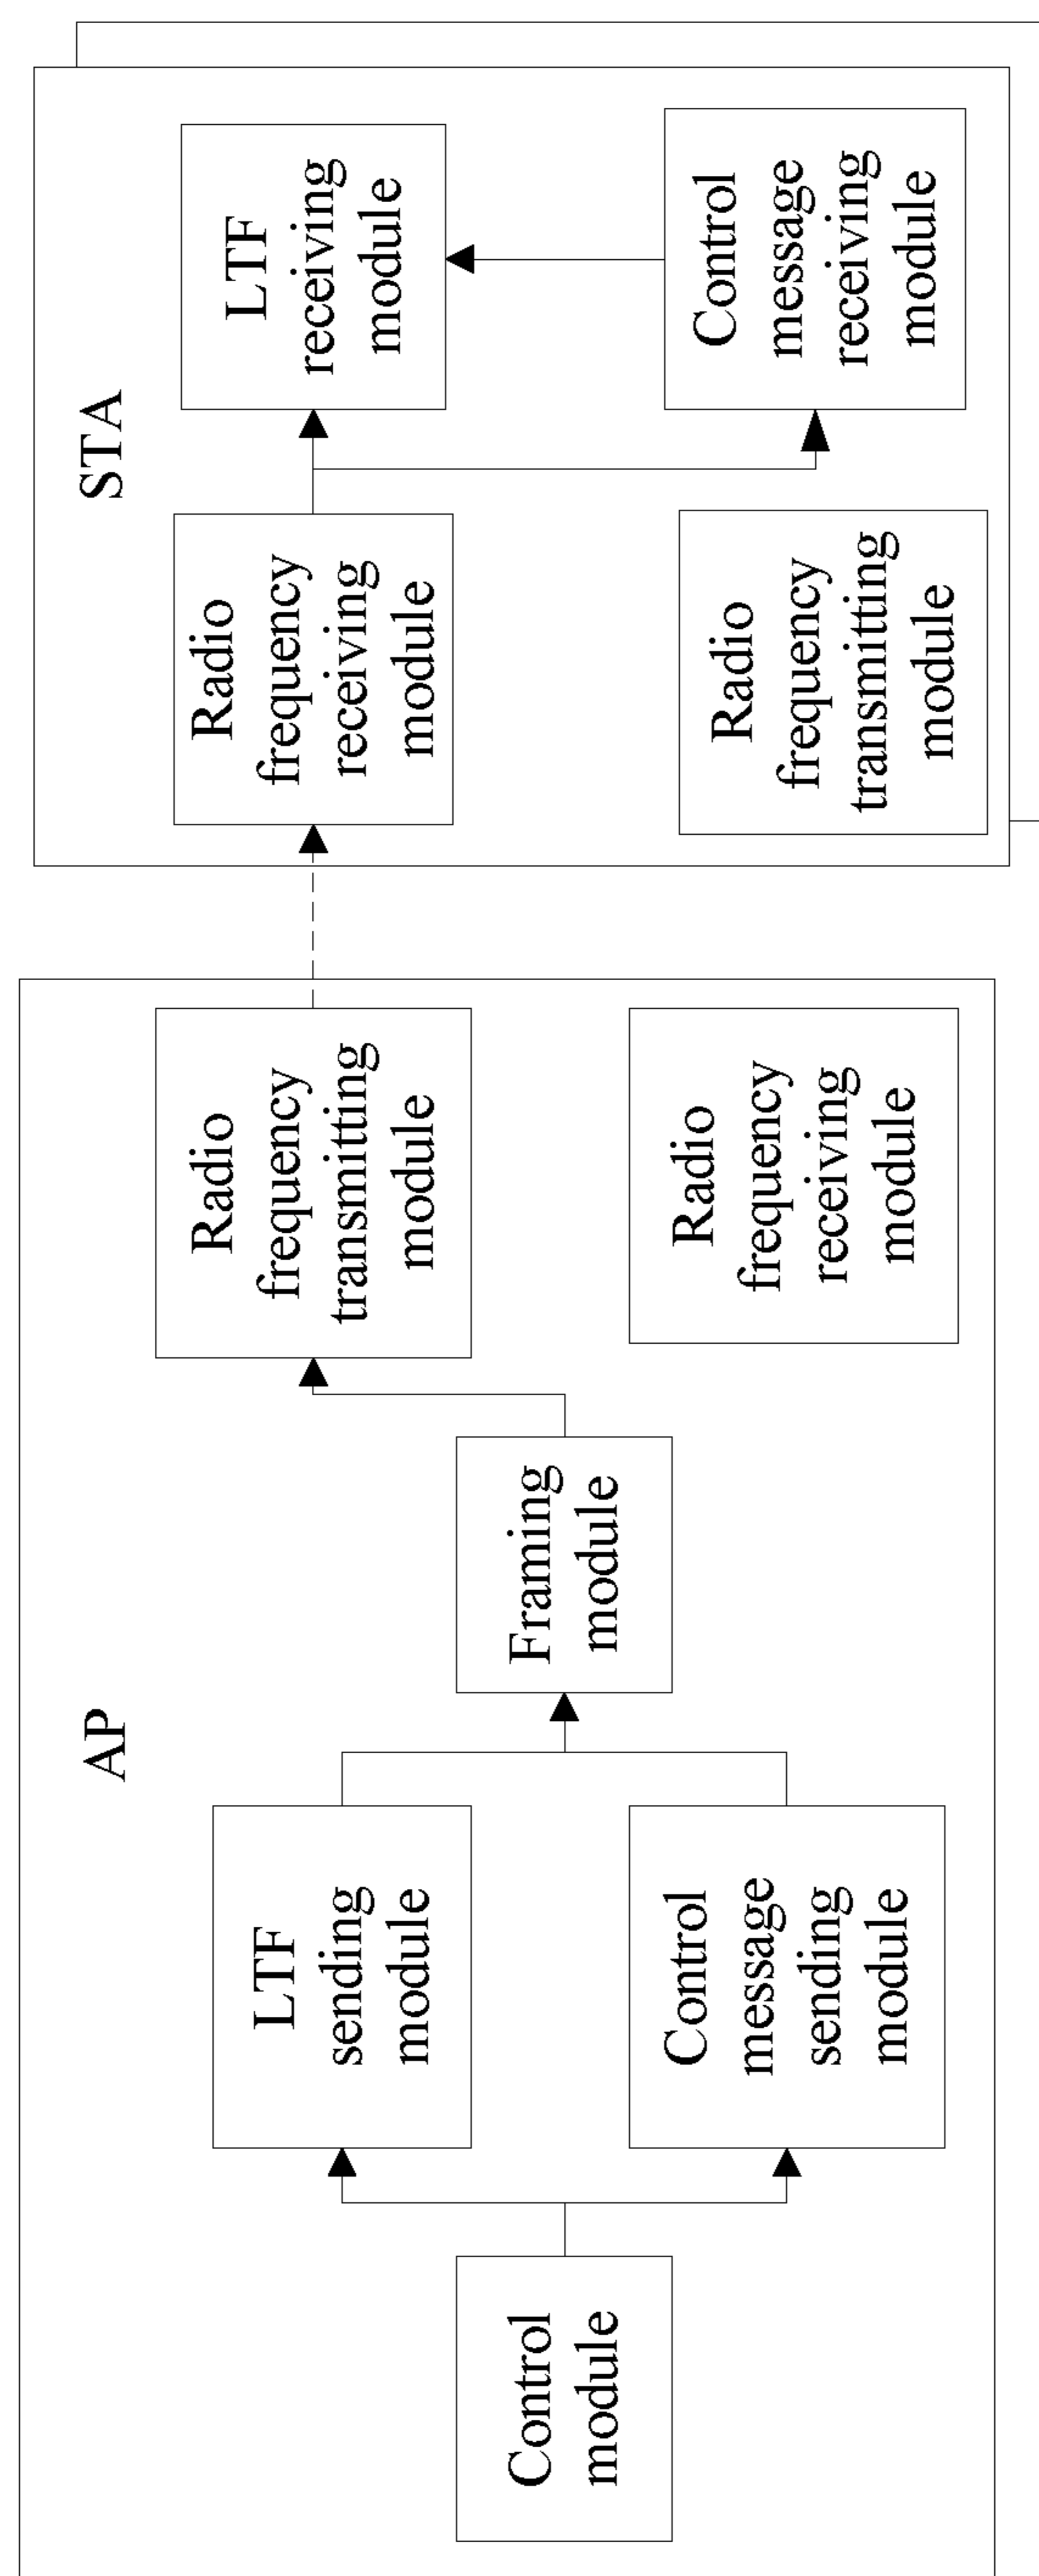 AP
Control
module
LTF
sending
module
Control
message
sending
module
Framing
module
Radio
frequency
transmitting
module
Radio
frequency
receiving
module
STA
Radio
frequency
receiving
module
Radio
frequency
transmitting
module
LTF
receiving
module
Control
message
receiving
module